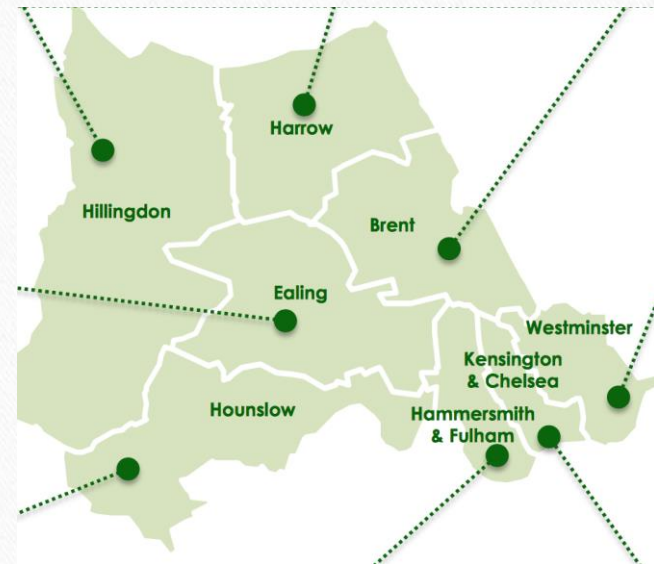 Harrow
Hillingdon
Brent
Ealing
Westminster
Kensington
& Chelsea
Hounslow
Hammersmith
& Fulham